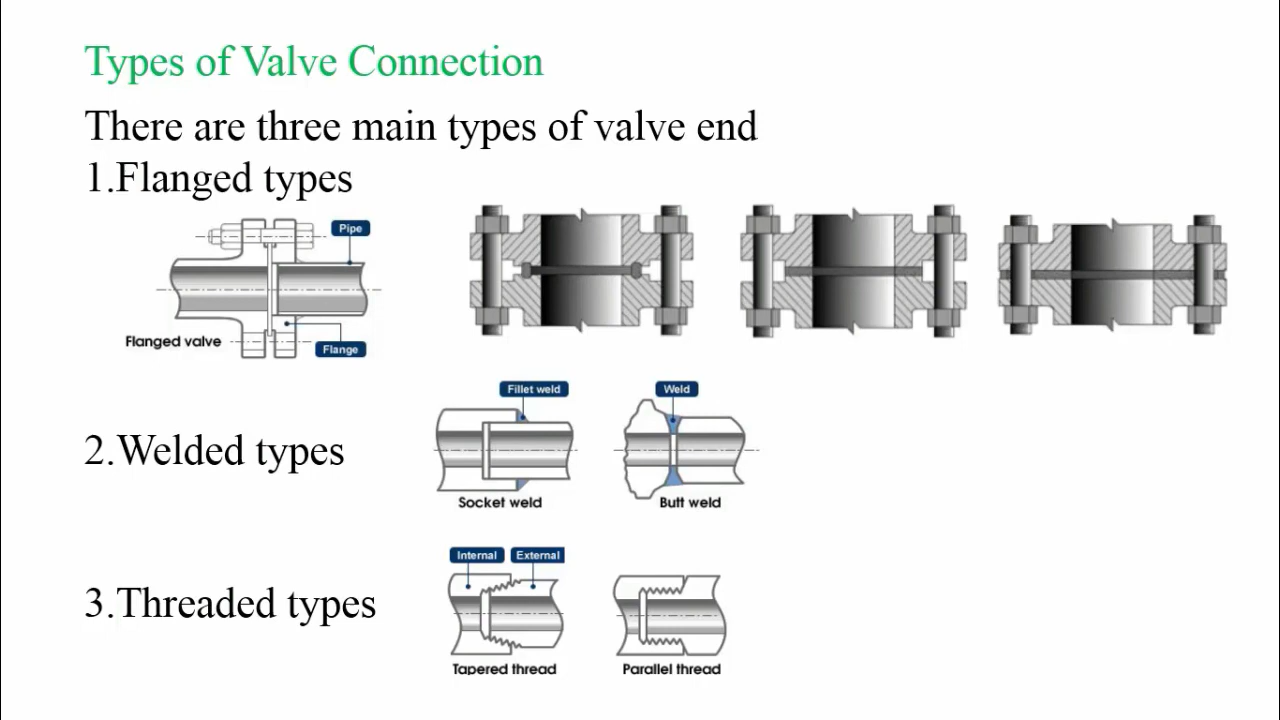 Types of Valve Connection
There are three main types of valve end
1.Flanged types
Pipe
Flanged valve
Flange
Fillet weld
Weld
2.Welded types
Socket weld
Butt weld
Internal
External
3.Threaded types
Tapered thread
Parallel thread